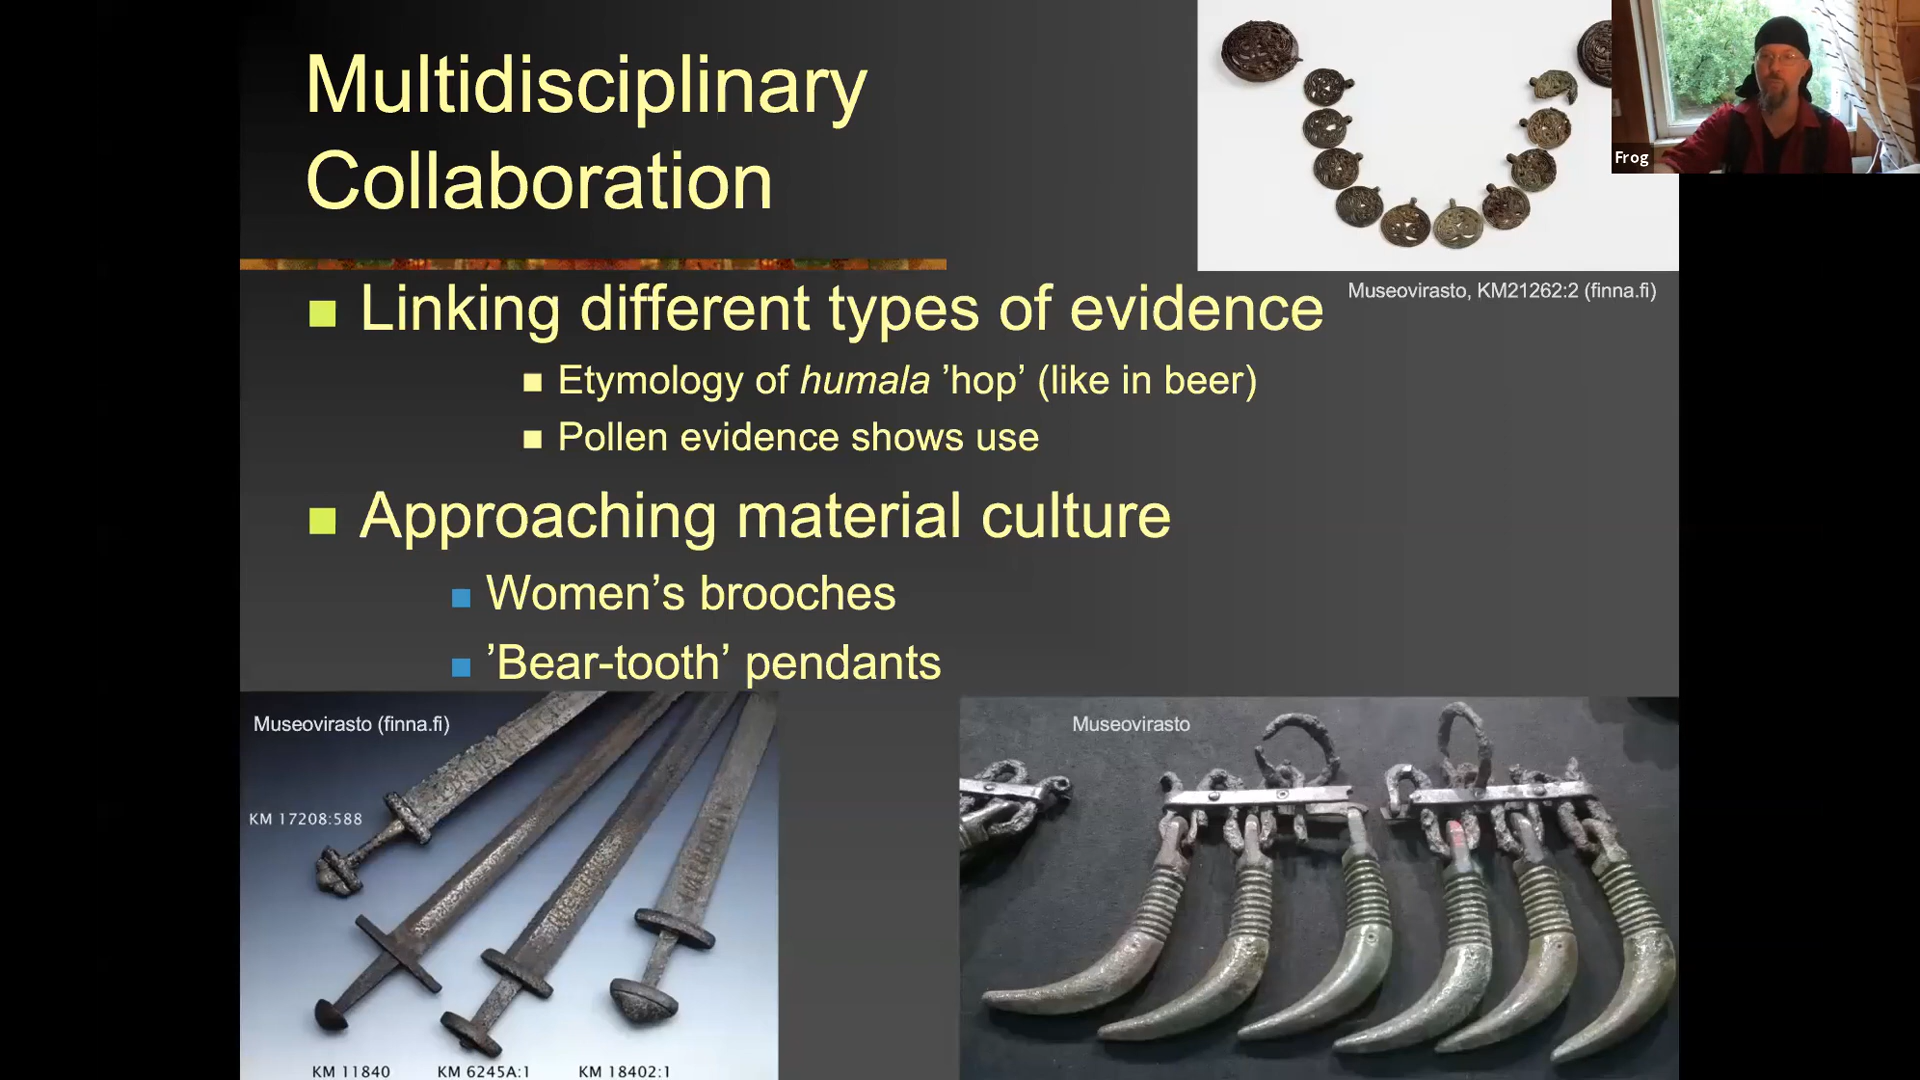 Multidisciplinary
Collaboration
Frog
Museovirasto, KM21262:2 (finna.fi)
Linking different types of evidence
Etymology of humala ’hop’ (like in beer)
Pollen evidence shows use
Approaching material culture
Women’s brooches
’Bear-tooth’ pendants
Museovirasto (finna.fi)
KM 17208:588
KM 11840
KM 6245A:1
KM 18402:1
Museovirasto